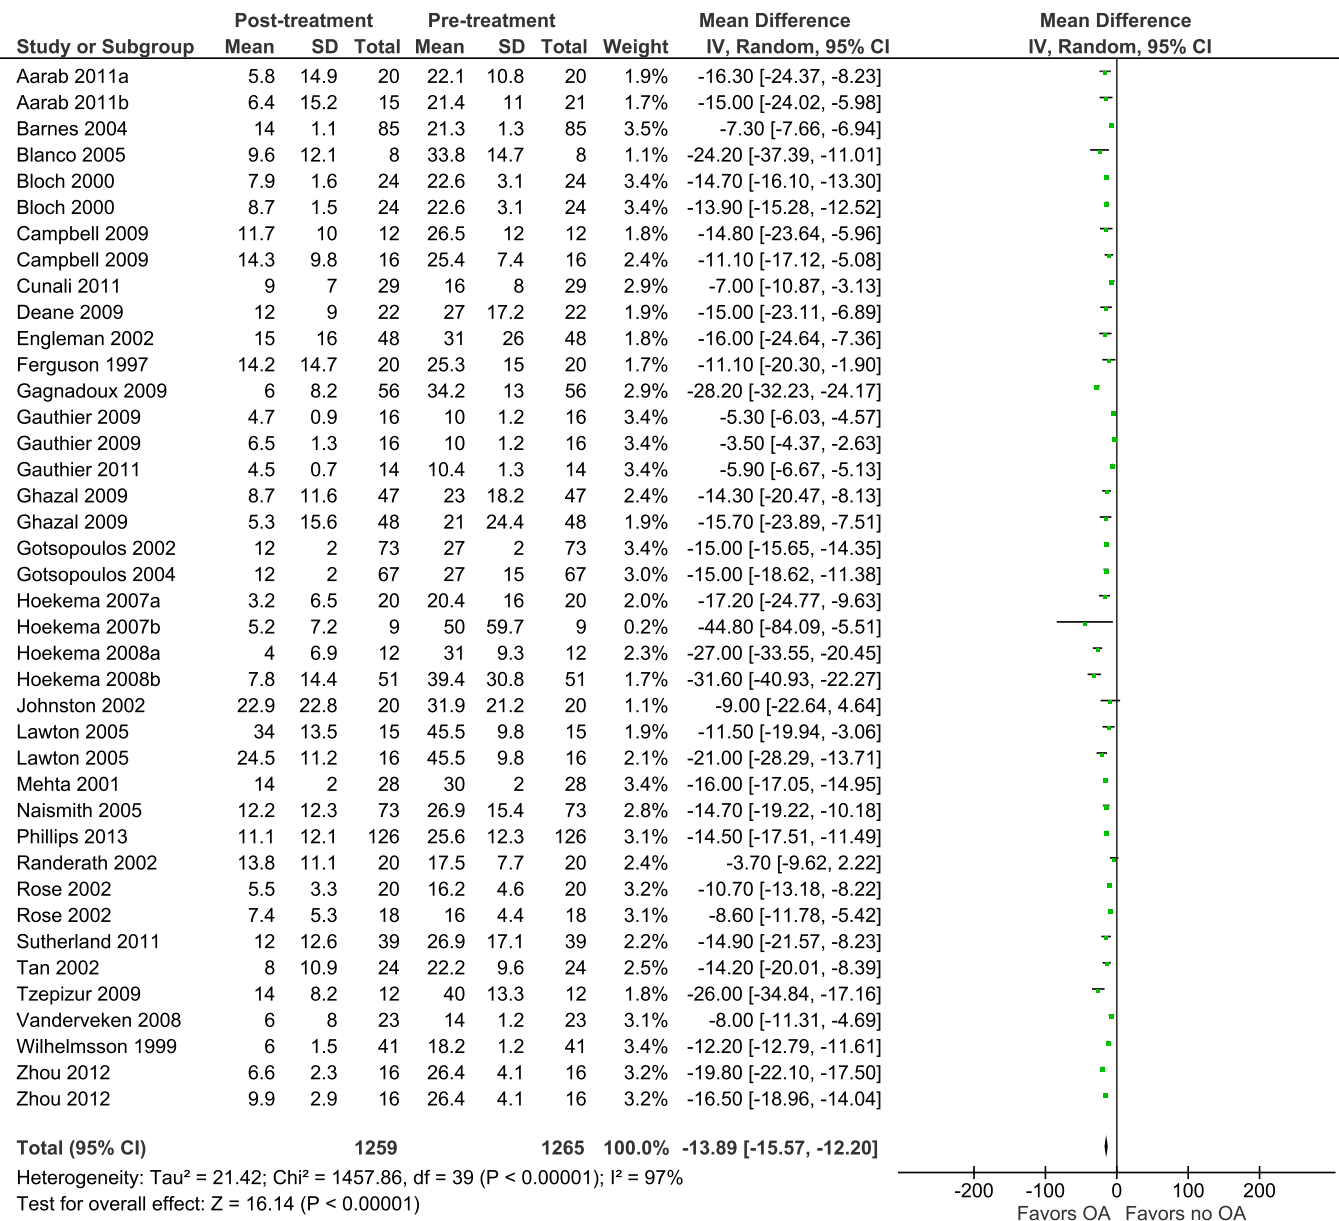 Post-treatment Pre-treatment Mean Difference Mean Difference
Study or Subgroup Mean SD Total Mean SD Total Weight IV, Random, 95% CI IV, Random, 95% CI
Aarab 2011a 5.8 14.9 20 22.1 10.8 20 1.9% -16.30 [-24.37, -8.23]
Aarab 2011b 6.4 15.2 15 21.4 11 21 1.7% -15.00 [-24.02, -5.98]
Barnes 2004 14 1.1 85 21.3 1.3 85 3.5% -7.30 [-7.66, -6.94]
Blanco 2005 9.6 12.1 8 33.8 14.7 8 1.1% -24.20 [-37.39, -11.01]
Bloch 2000 7.9 1.6 24 22.6 3.1 24 3.4% -14.70 [-16.10, -13.30]
Bloch 2000 8.7 1.5 24 22.6 3.1 24 3.4% -13.90 [-15.28, -12.52]
Campbell 2009 11.7 10 12 26.5 12 12 1.8% -14.80 [-23.64, -5.96]
Campbell 2009 14.3 9.8 16 25.4 7.4 16 2.4% -11.10 [-17.12, -5.08]
Cunali 2011 9 7 29 16 8 29 2.9% -7.00 [-10.87, -3.13]
Deane 2009 12 9 22 27 17.2 22 1.9% -15.00 [-23.11, -6.89]
Engleman 2002 15 16 48 31 26 48 1.8% -16.00 [-24.64, -7.36]
Ferguson 1997 14.2 14.7 20 25.3 15 20 1.7% -11.10 [-20.30, -1.90]
Gagnadoux 2009 6 8.2 56 34.2 13 56 2.9% -28.20 [-32.23, -24.17]
Gauthier 2009 4.7 0.9 16 10 1.2 16 3.4% -5.30 [-6.03, -4.57]
Gauthier 2009 6.5 1.3 16 10 1.2 16 3.4% -3.50 [-4.37, -2.63]
Gauthier 2011 4.5 0.7 14 10.4 1.3 14 3.4% -5.90 [-6.67, -5.13]
Ghazal 2009 8.7 11.6 47 23 18.2 47 2.4% -14.30 [-20.47, -8.13]
Ghazal 2009 5.3 15.6 48 21 24.4 48 1.9% -15.70 [-23.89, -7.51]
Gotsopoulos 2002 12 2 73 27 2 73 3.4% -15.00 [-15.65, -14.35]
Gotsopoulos 2004 12 2 67 27 15 67 3.0% -15.00 [-18.62, -11.38]
Hoekema 2007a 3.2 6.5 20 20.4 16 20 2.0% -17.20 [-24.77, -9.63]
Hoekema 2007b 5.2 7.2 9 50 59.7 9 0.2% -44.80 [-84.09, -5.51]
Hoekema 2008a 4 6.9 12 31 9.3 12 2.3% -27.00 [-33.55, -20.45]
Hoekema 2008b 7.8 14.4 51 39.4 30.8 51 1.7% -31.60 [-40.93, -22.27]
Johnston 2002 22.9 22.8 20 31.9 21.2 20 1.1% -9.00 [-22.64, 4.64]
Lawton 2005 34 13.5 15 45.5 9.8 15 1.9% -11.50 [-19.94, -3.06]
Lawton 2005 24.5 11.2 16 45.5 9.8 16 2.1% -21.00 [-28.29, -13.71]
Mehta 2001 14 2 28 30 2 28 3.4% -16.00 [-17.05, -14.95]
Naismith 2005 12.2 12.3 73 26.9 15.4 73 2.8% -14.70 [-19.22, -10.18]
Phillips 2013 11.1 12.1 126 25.6 12.3 126 3.1% -14.50 [-17.51, -11.49]
Randerath 2002 13.8 11.1 20 17.5 7.7 20 2.4% -3.70 [-9.62, 2.22]
Rose 2002 5.5 3.3 20 16.2 4.6 20 3.2% -10.70 [-13.18, -8.22]
Rose 2002 7.4 5.3 18 16 4.4 18 3.1% -8.60 [-11.78, -5.42]
Sutherland 2011 12 12.6 39 26.9 17.1 39 2.2% -14.90 [-21.57, -8.23]
Tan 2002 8 10.9 24 22.2 9.6 24 2.5% -14.20 [-20.01, -8.39]
Tzepizur 2009 14 8.2 12 40 13.3 12 1.8% -26.00 [-34.84, -17.16]
Vanderveken 2008 6 8 23 14 1.2 23 3.1% -8.00 [-11.31, -4.69]
Wilhelmsson 1999 6 1.5 41 18.2 1.2 41 3.4% -12.20 [-12.79, -11.61]
Zhou 2012 6.6 2.3 16 26.4 4.1 16 3.2% -19.80 [-22.10, -17.50]
Zhou 2012 9.9 2.9 16 26.4 4.1 16 3.2% -16.50 [-18.96, -14.04]
Total (95% CI) 1259 1265 100.0% -13.89 [-15.57, -12.20]
Heterogeneity: Tau² = 21.42; Chi² = 1457.86, df = 39 (P < 0.00001); I² = 97%
Test for overall effect: Z = 16.14 (P < 0.00001)
-200 -100 0 100 200
Favors OA Favors no OA